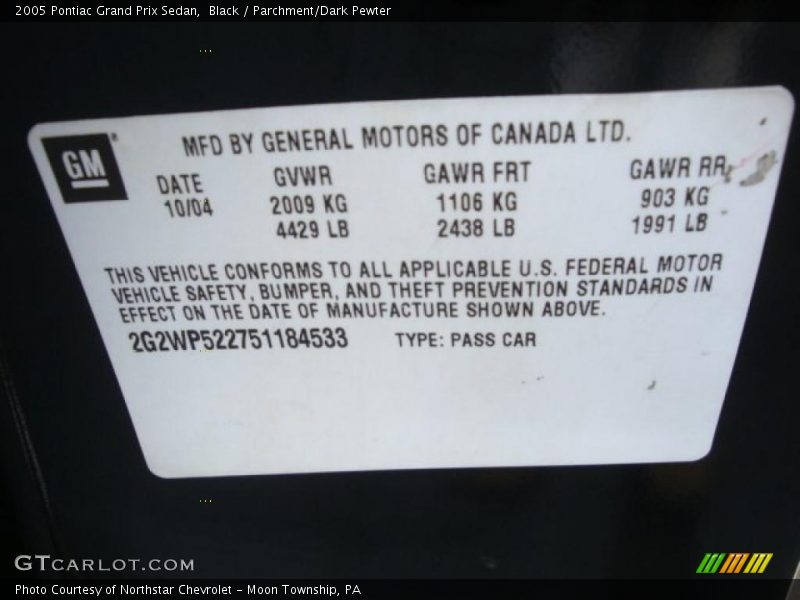 2005 Pontiac Grand Prix Sedan,  Black / Parchment/Dark Pewter
GM
MFD BY GENERAL MOTORS OF CANADA LTD.
DATE GVWR GAWR FRT GAWR RR
10/04 2009 KG 1106 KG 903 KG
4429 LB 2438 LB 1991 LB
THIS VEHICLE CONFORMS TO ALL APPLICABLE U.S. FEDERAL MOTOR
VEHICLE SAFETY, BUMPER, AND THEFT PREVENTION STANDARDS IN
EFFECT ON THE DATE OF MANUFACTURE SHOWN ABOVE.
2G2WP522751184533 TYPE: PASS CAR
GTCARLOT.COM
Photo Courtesy of Northstar Chevrolet - Moon Township, PA